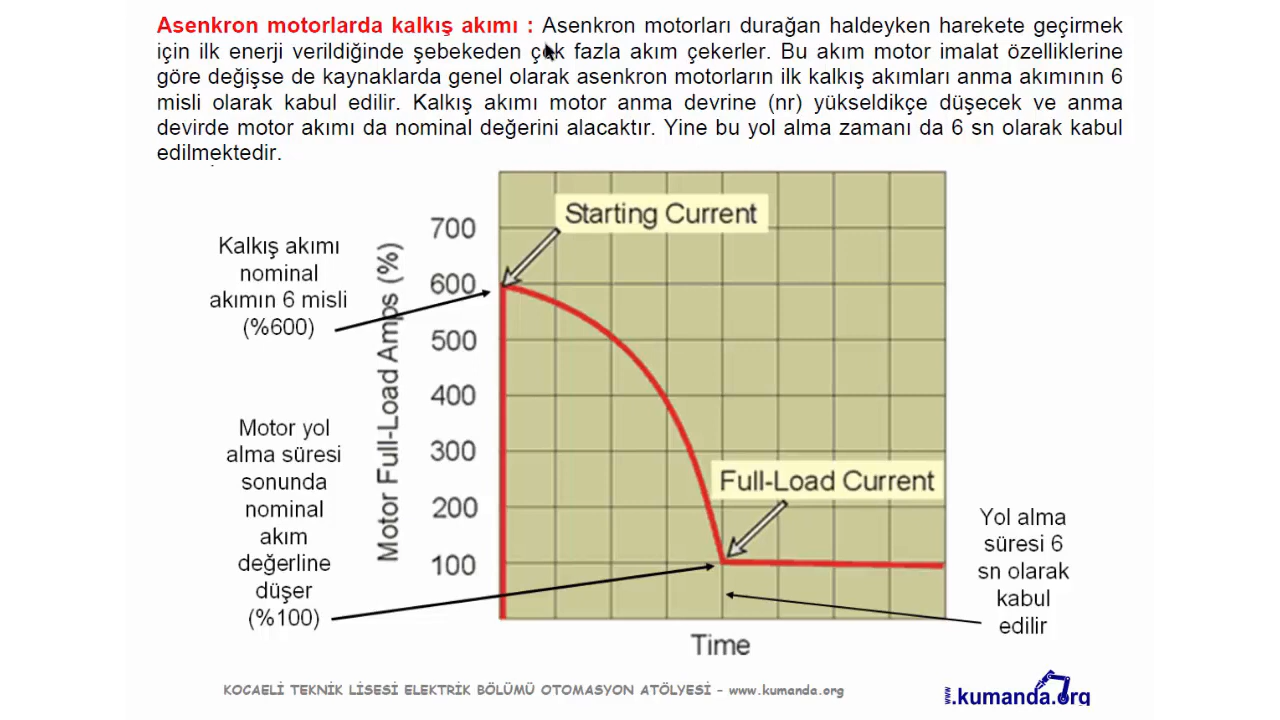 Asenkron motorlarda kalkış akımı : Asenkron motorları durağan haldeyken harekete geçirmek
için ilk enerji verildiğinde şebekeden çok fazla akım çekerler. Bu akım motor imalat özelliklerine
göre değişse de kaynaklarda genel olarak asenkron motorların ilk kalkış akımları anma akımının 6
misli olarak kabul edilir. Kalkış akımı motor anma devrine (nr) yükseldikçe düşecek ve anma
devirde motor akımı da nominal değerini alacaktır. Yine bu yol alma zamanı da 6 sn olarak kabul
edilmektedir.
Kalkış akımı
nominal
akımın 6 misli
(%600)
Motor yol
alma süresi
sonunda
nominal
akım
değerline
düşer
(%100)
Motor Full-Load Amps (%)
700
600
500
400
300
200
100
Starting Current
Full-Load Current
Time
Yol alma
süresi 6
sn olarak
kabul
edilir
KOCAELİ TEKNİK LİSESİ ELEKTRİK BÖLÜMÜ OTOMASYON ATÖLYESİ - www.kumanda.org
www.kumanda.org